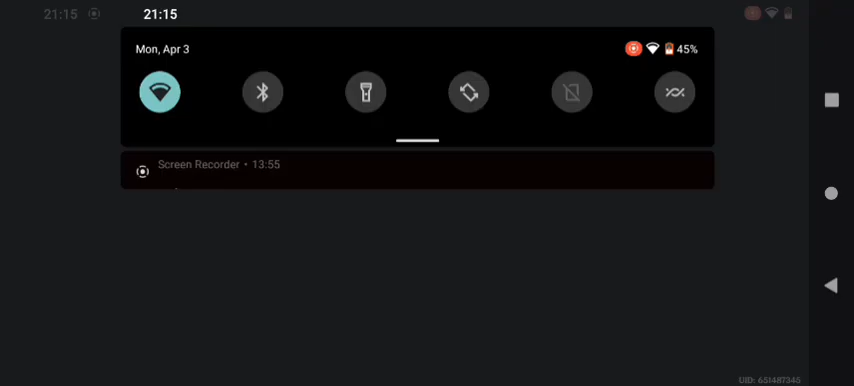 21:15
21:15
Mon, Apr 3
45%
Screen Recorder • 13:55
UID: 651487345